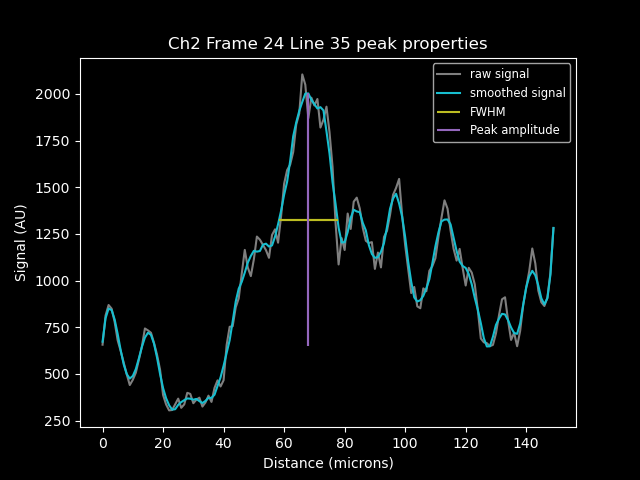 Ch2 Frame 24 Line 35 peak properties
raw signal
smoothed signal
FWHM
Peak amplitude
Signal (AU)
2000
1750
1500
1250
1000
750
500
250
0 20 40 60 80 100 120 140
Distance (microns)